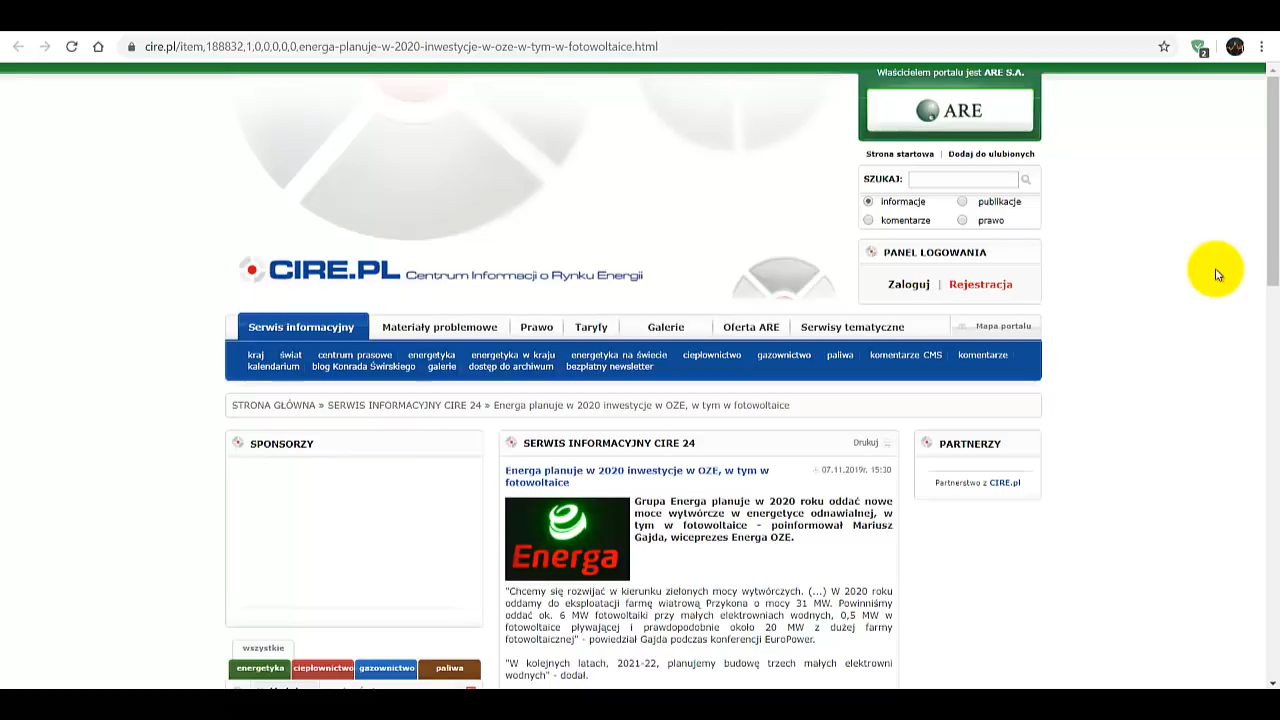 cire.pl/item,188832,1,0,0,0,0,0,energa-planuje-w-2020-inwestycje-w-oze-w-tym-w-fotowoltaice.html
2
Właścicielem portalu jest ARE S.A.
ARE
Strona startowa | Dodaj do ulubionych
SZUKAJ:
informacje publikacje
komentarze prawo
PANEL LOGOWANIA
Zaloguj | Rejestracja
CIRE.PL Centrum Informacji o Rynku Energii
Serwis informacyjny Materiały problemowe Prawo Taryfy Galerie Oferta ARE Serwisy tematyczne Mapa portalu
kraj świat centrum prasowe energetyka energetyka w kraju energetyka na świecie ciepłownictwo gazownictwo paliwa komentarze CMS komentarze
kalendarium blog Konrada Świrskiego galerie dostęp do archiwum bezpłatny newsletter
STRONA GŁÓWNA » SERWIS INFORMACYJNY CIRE 24 » Energa planuje w 2020 inwestycje w OZE, w tym w fotowoltaice
SPONSORZY
wszystkie
energetyka ciepłownictwo gazownictwo paliwa
SERWIS INFORMACYJNY CIRE 24 Drukuj
Energa planuje w 2020 inwestycje w OZE, w tym w 07.11.2019r. 15:30
fotowoltaice
Energa
Grupa Energa planuje w 2020 roku oddać nowe
moce wytwórcze w energetyce odnawialnej, w
tym w fotowoltaice - poinformował Mariusz
Gajda, wiceprezes Energa OZE.
"Chcemy się rozwijać w kierunku zielonych mocy wytwórczych. (...) W 2020 roku
oddamy do eksploatacji farmę wiatrową Przykona o mocy 31 MW. Powinniśmy
oddać ok. 6 MW fotowoltaiki przy małych elektrowniach wodnych, 0,5 MW w
fotowoltaice pływającej i prawdopodobnie około 20 MW z dużej farmy
fotowoltaicznej" - powiedział Gajda podczas konferencji EuroPower.
"W kolejnych latach, 2021-22, planujemy budowę trzech małych elektrowni
wodnych" - dodał.
PARTNERZY
Partnerstwo z CIRE.pl